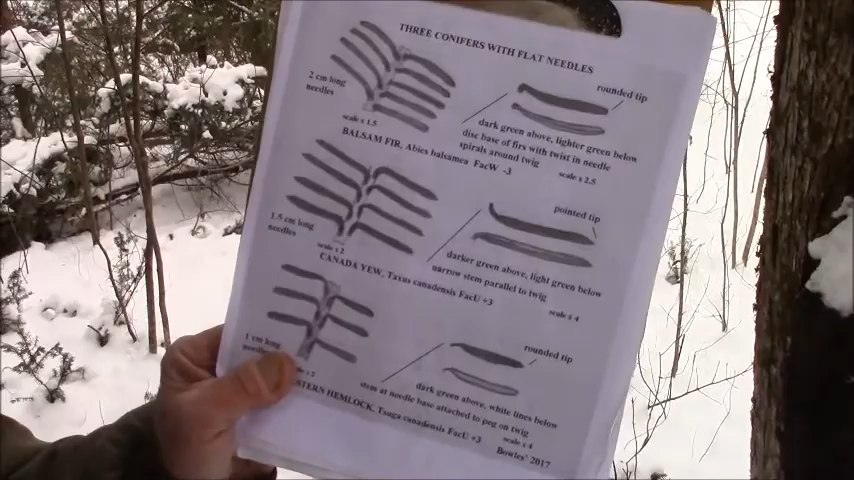 THREE CONIFERS WITH FLAT NEEDLES
2 cm long
needles
rounded tip
scale x 1.5
dark green above, lighter green below
disc base of firs with twist in needle
spirals around twig
scale x 2.5
BALSAM FIR, Abies balsamea FacW -3
1.5 cm long
needles
pointed tip
scale x 2
darker green above, light green below
narrow stem parallel to twig
scale x 4
CANADA YEW, Taxus canadensis FacU +3
1 cm long
rounded tip
x 2
dark green above, white lines below
stem at needle base attached to peg on twig
scale x 4
STERN HEMLOCK, Tsuga canadensis FacU +3
Bowles' 2017